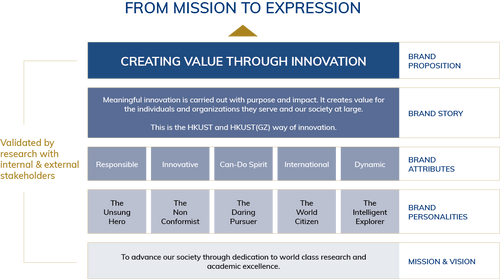 FROM MISSION TO EXPRESSION
CREATING VALUE THROUGH INNOVATION
BRAND
PROPOSITION
Meaningful innovation is carried out with purpose and impact. It creates value for
the individuals and organizations they serve and our society at large.
This is the HKUST and HKUST(GZ) way of innovation.
BRAND STORY
Validated by
research with
internal & external
stakeholders
Responsible
Innovative
Can-Do Spirit
International
Dynamic
BRAND
ATTRIBUTES
The
Unsung
Hero
The
Non
Conformist
The
Daring
Pursuer
The
World
Citizen
The
Intelligent
Explorer
BRAND
PERSONALITIES
To advance our society through dedication to world class research and
academic excellence.
MISSION & VISION